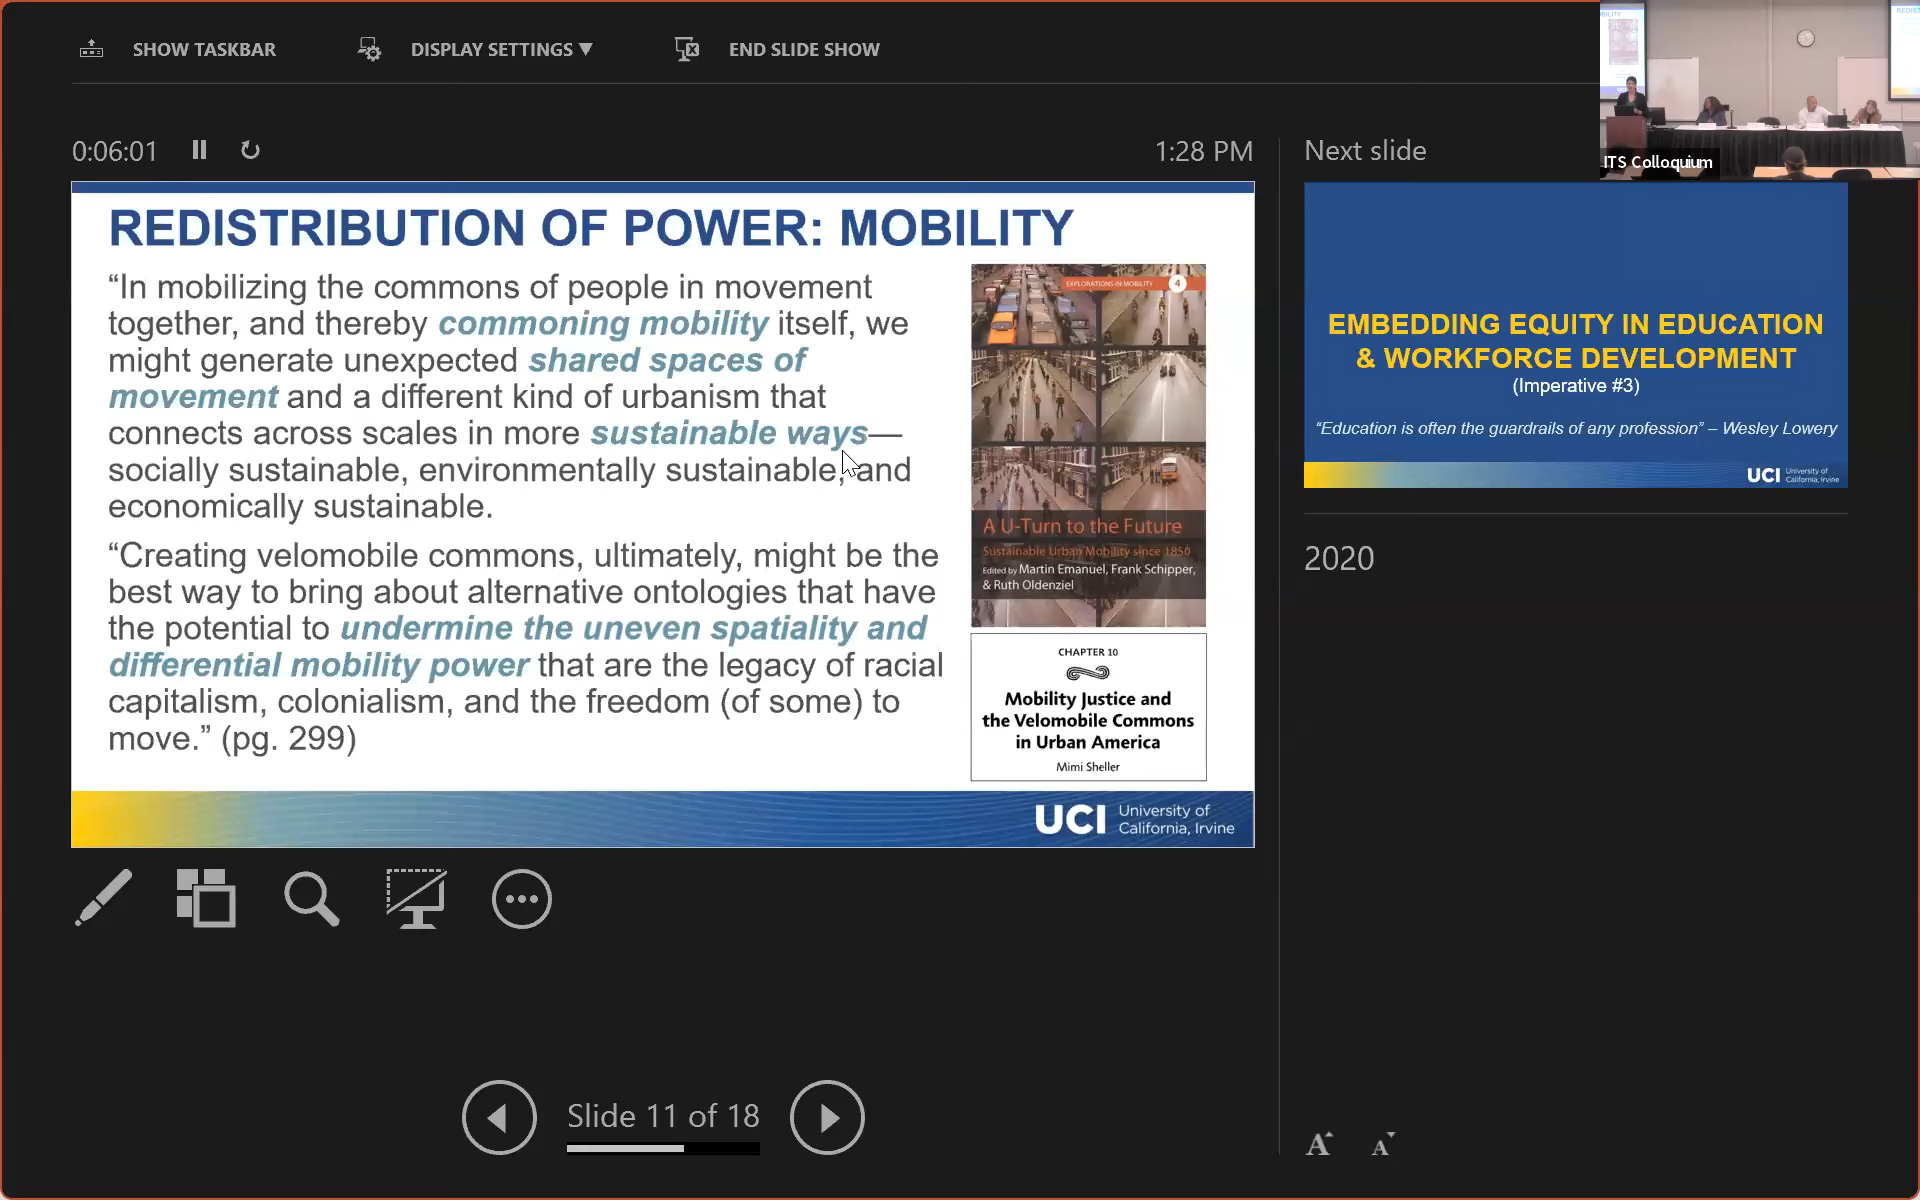 SHOW TASKBAR
DISPLAY SETTINGS ▼
END SLIDE SHOW
ITS Colloquium
0:06:01
1:28 PM
REDISTRIBUTION OF POWER: MOBILITY
“In mobilizing the commons of people in movement
together, and thereby commoning mobility itself, we
might generate unexpected shared spaces of
movement and a different kind of urbanism that
connects across scales in more sustainable ways—
socially sustainable, environmentally sustainable, and
economically sustainable.
“Creating velomobile commons, ultimately, might be the
best way to bring about alternative ontologies that have
the potential to undermine the uneven spatiality and
differential mobility power that are the legacy of racial
capitalism, colonialism, and the freedom (of some) to
move.” (pg. 299)
EXPLORATIONS IN MOBILITY 4
A U-Turn to the Future
Sustainable Urban Mobility since 1850
Edited by Martin Emanuel, Frank Schipper,
& Ruth Oldenziel
CHAPTER 10
Mobility Justice and
the Velomobile Commons
in Urban America
Mimi Sheller
UCI University of
California, Irvine
Slide 11 of 18
Next slide
EMBEDDING EQUITY IN EDUCATION
& WORKFORCE DEVELOPMENT
(Imperative #3)
“Education is often the guardrails of any profession” – Wesley Lowery
UCI University of
California, Irvine
2020
A A